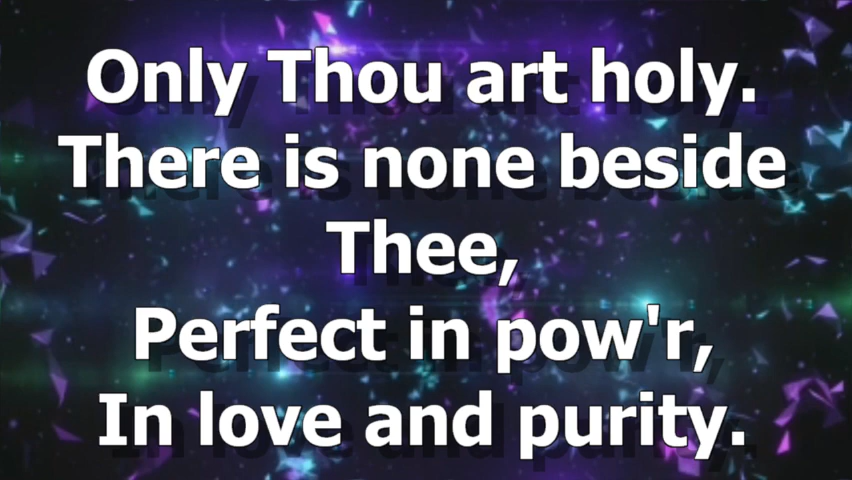 Only Thou art holy.
There is none beside
Thee,
Perfect in pow'r,
In love and purity.